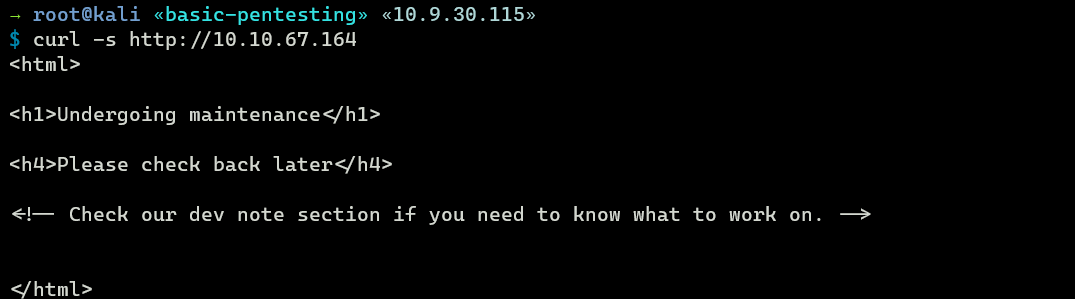 → root@kali «basic-pentesting» «10.9.30.115»
$ curl -s http://10.10.67.164
<html>
<h1>Undergoing maintenance</h1>
<h4>Please check back later</h4>
<!-- Check our dev note section if you need to know what to work on. -->
</html>